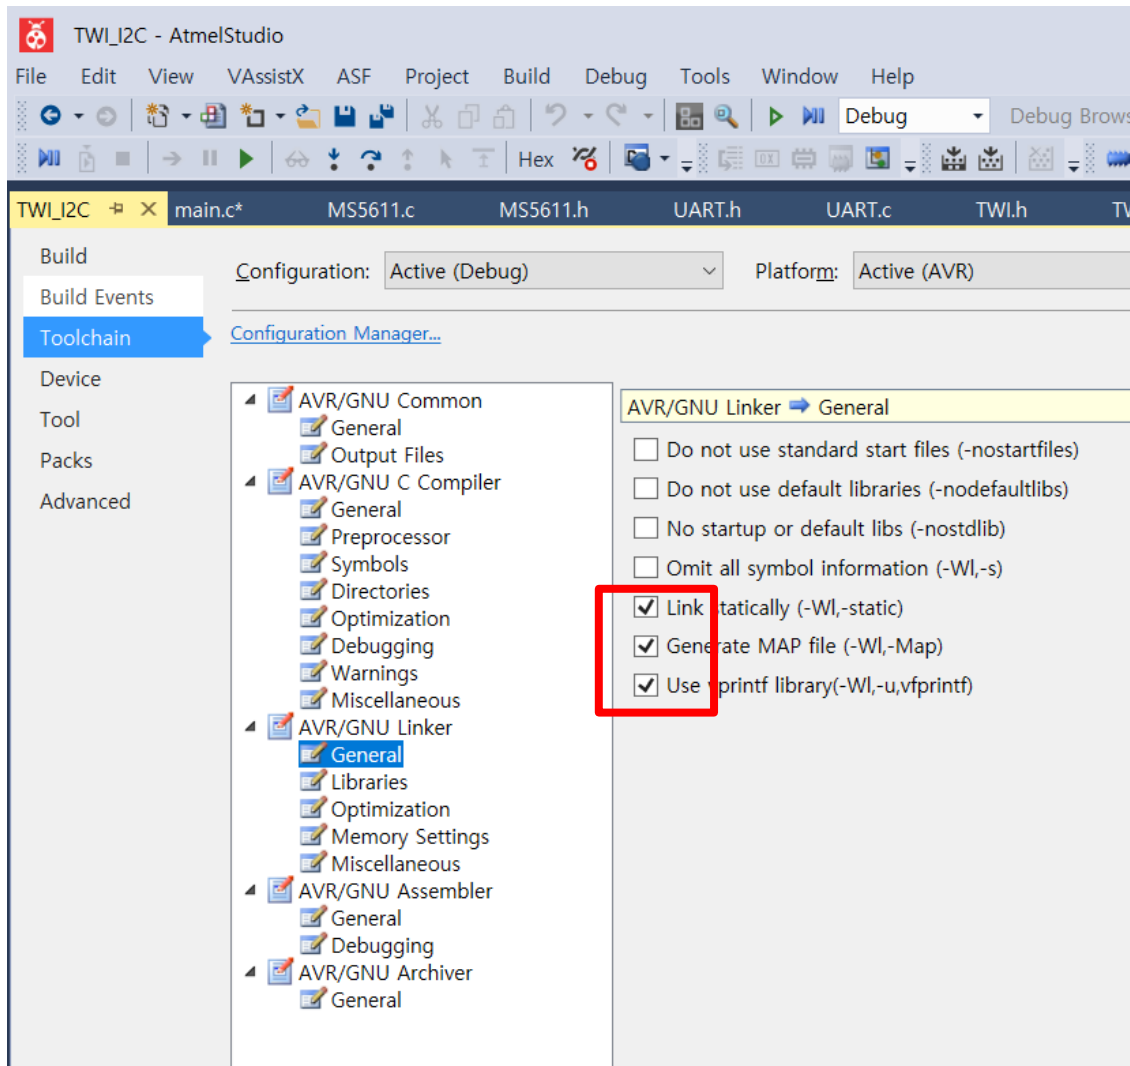 TWI_I2C - AtmelStudio
File Edit View VAssistX ASF Project Build Debug Tools Window Help
Debug Debug Brows
Hex
TWI_I2C main.c* MS5611.c MS5611.h UART.h UART.c TWI.h
Build
Build Events
Toolchain
Device
Tool
Packs
Advanced
Configuration: Active (Debug) Platform: Active (AVR)
Configuration Manager...
AVR/GNU Common
General
Output Files
AVR/GNU C Compiler
General
Preprocessor
Symbols
Directories
Optimization
Debugging
Warnings
Miscellaneous
AVR/GNU Linker
General
Libraries
Optimization
Memory Settings
Miscellaneous
AVR/GNU Assembler
General
Debugging
AVR/GNU Archiver
General
AVR/GNU Linker General
Do not use standard start files (-nostartfiles)
Do not use default libraries (-nodefaultlibs)
No startup or default libs (-nostdlib)
Omit all symbol information (-Wl,-s)
Link statically (-Wl,-static)
Generate MAP file (-Wl,-Map)
Use vprintf library(-Wl,-u,vfprintf)